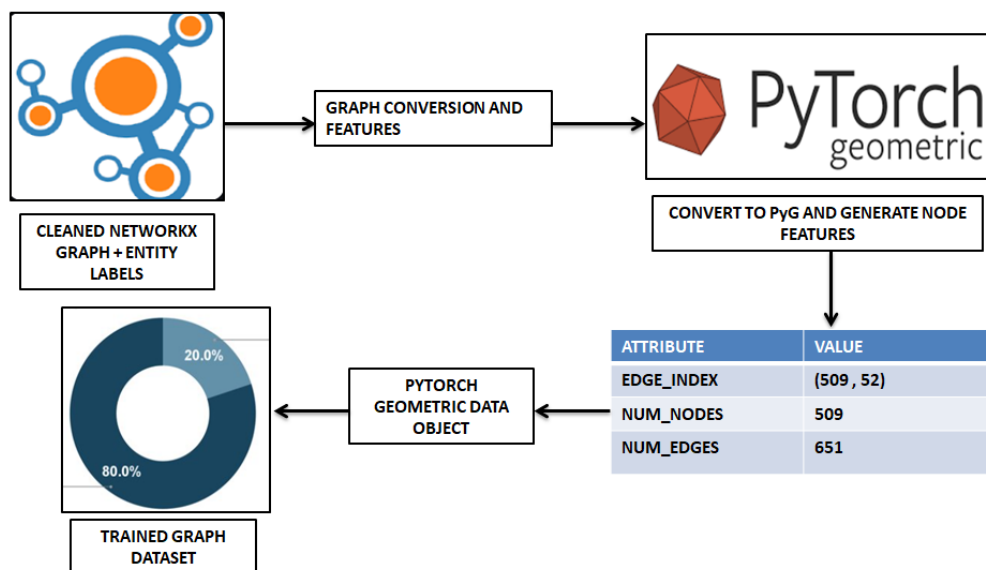 GRAPH CONVERSION AND
FEATURES
PyTorch
geometric
CLEANED NETWORKX
GRAPH + ENTITY
LABELS
CONVERT TO PyG AND GENERATE NODE
FEATURES
ATTRIBUTE VALUE
EDGE_INDEX (509 , 52)
NUM_NODES 509
NUM_EDGES 651
PYTORCH
GEOMETRIC DATA
OBJECT
20.0%
80.0%
TRAINED GRAPH
DATASET